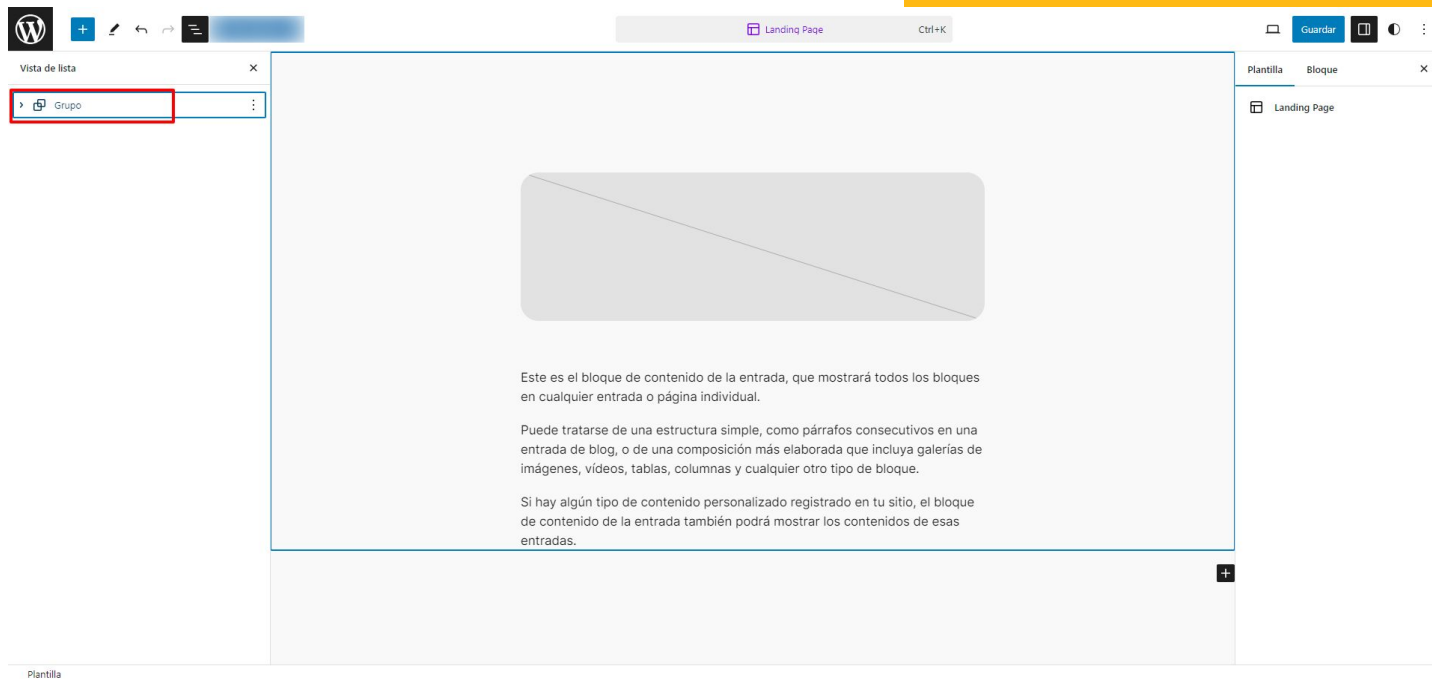 Landing Page
Ctrl+K
Guardar
Vista de lista
Plantilla
Bloque
Grupo
Landing Page
Este es el bloque de contenido de la entrada, que mostrará todos los bloques
en cualquier entrada o página individual.
Puede tratarse de una estructura simple, como párrafos consecutivos en una
entrada de blog, o de una composición más elaborada que incluya galerías de
imágenes, vídeos, tablas, columnas y cualquier otro tipo de bloque.
Si hay algún tipo de contenido personalizado registrado en tu sitio, el bloque
de contenido de la entrada también podrá mostrar los contenidos de esas
entradas.
Plantilla